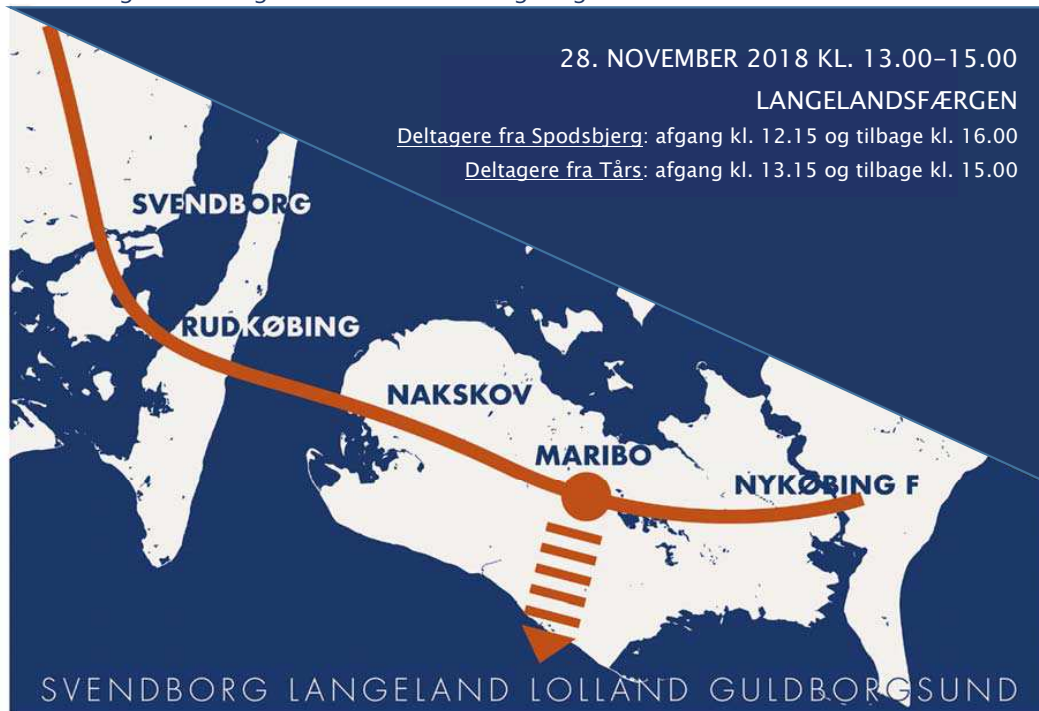 28. NOVEMBER 2018 KL. 13.00-15.00
LANGELANDSFÆRGEN
Deltagere fra Spodsbjerg: afgang kl. 12.15 og tilbage kl. 16.00
Deltagere fra Tårs: afgang kl. 13.15 og tilbage kl. 15.00
SVENDBORG
RUDKØBING
NAKSKOV
MARIBO
NYKØBING F
SVENDBORG LANGELAND LOLLAND GULDBORGSUND